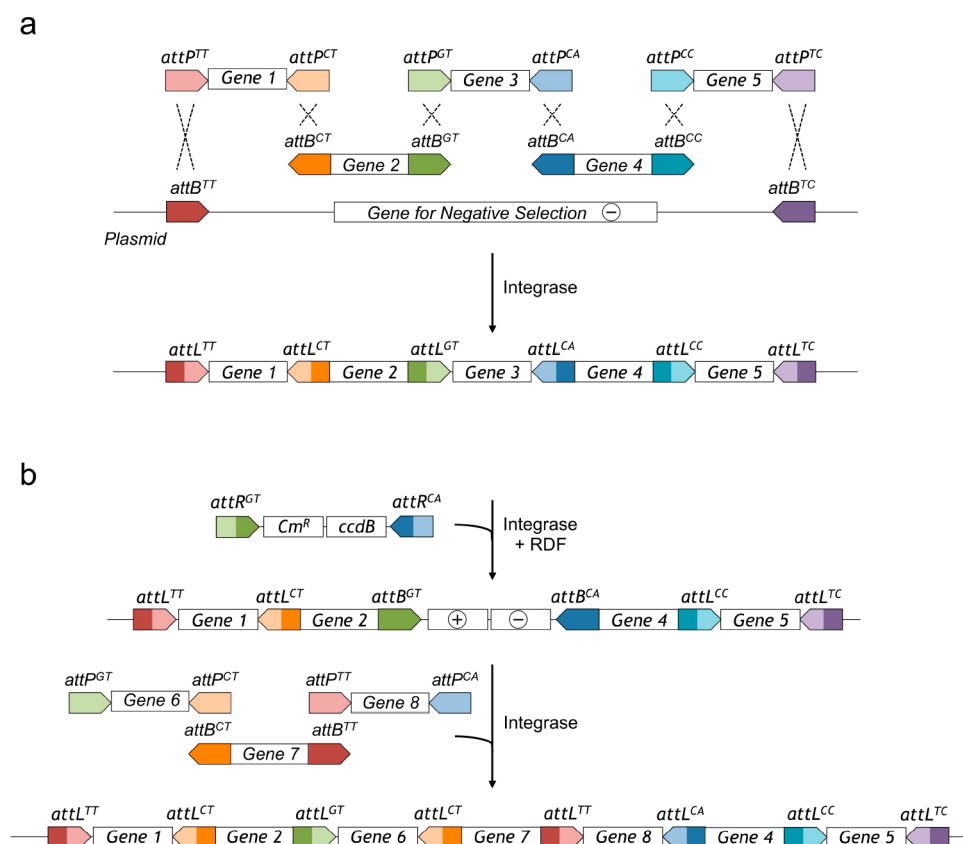 a
attP^TT attP^CT attP^GT attP^CA attP^CC attP^TC
Gene 1 Gene 3 Gene 5
attB^CT attB^GT attB^CA attB^CC
Gene 2 Gene 4
attB^TT attB^TC
Gene for Negative Selection −
Plasmid
Integrase
attL^TT attL^CT attL^GT attL^CA attL^CC attL^TC
Gene 1 Gene 2 Gene 3 Gene 4 Gene 5
b
attR^GT attR^CA
Cm^R ccdB
Integrase
+ RDF
attL^TT attL^CT attB^GT attB^CA attL^CC attL^TC
Gene 1 Gene 2 + − Gene 4 Gene 5
attP^GT attP^CT attP^TT attP^CA
Gene 6 Gene 8
Integrase
attB^CT attB^TT
Gene 7
attL^TT attL^CT attL^GT attL^CT attL^TT attL^CA attL^CC attL^TC
Gene 1 Gene 2 Gene 6 Gene 7 Gene 8 Gene 4 Gene 5